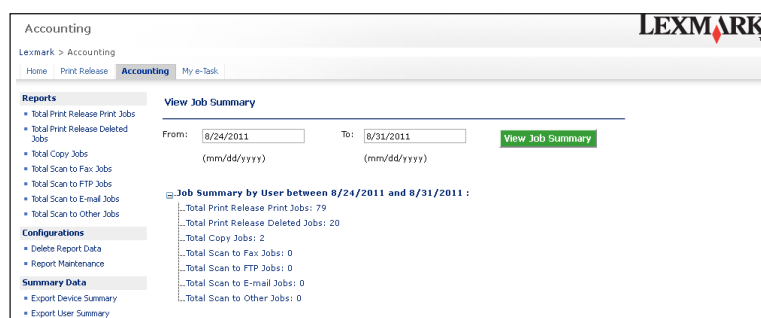 Accounting
LEXMARK
Lexmark > Accounting
Home Print Release Accounting My e-Task
Reports
Total Print Release Print Jobs
Total Print Release Deleted
Jobs
Total Copy Jobs
Total Scan to Fax Jobs
Total Scan to FTP Jobs
Total Scan to E-mail Jobs
Total Scan to Other Jobs
Configurations
Delete Report Data
Report Maintenance
Summary Data
Export Device Summary
Export User Summary
View Job Summary
From: 8/24/2011 To: 8/31/2011 View Job Summary
(mm/dd/yyyy) (mm/dd/yyyy)
Job Summary by User between 8/24/2011 and 8/31/2011 :
Total Print Release Print Jobs: 79
Total Print Release Deleted Jobs: 20
Total Copy Jobs: 2
Total Scan to Fax Jobs: 0
Total Scan to FTP Jobs: 0
Total Scan to E-mail Jobs: 0
Total Scan to Other Jobs: 0